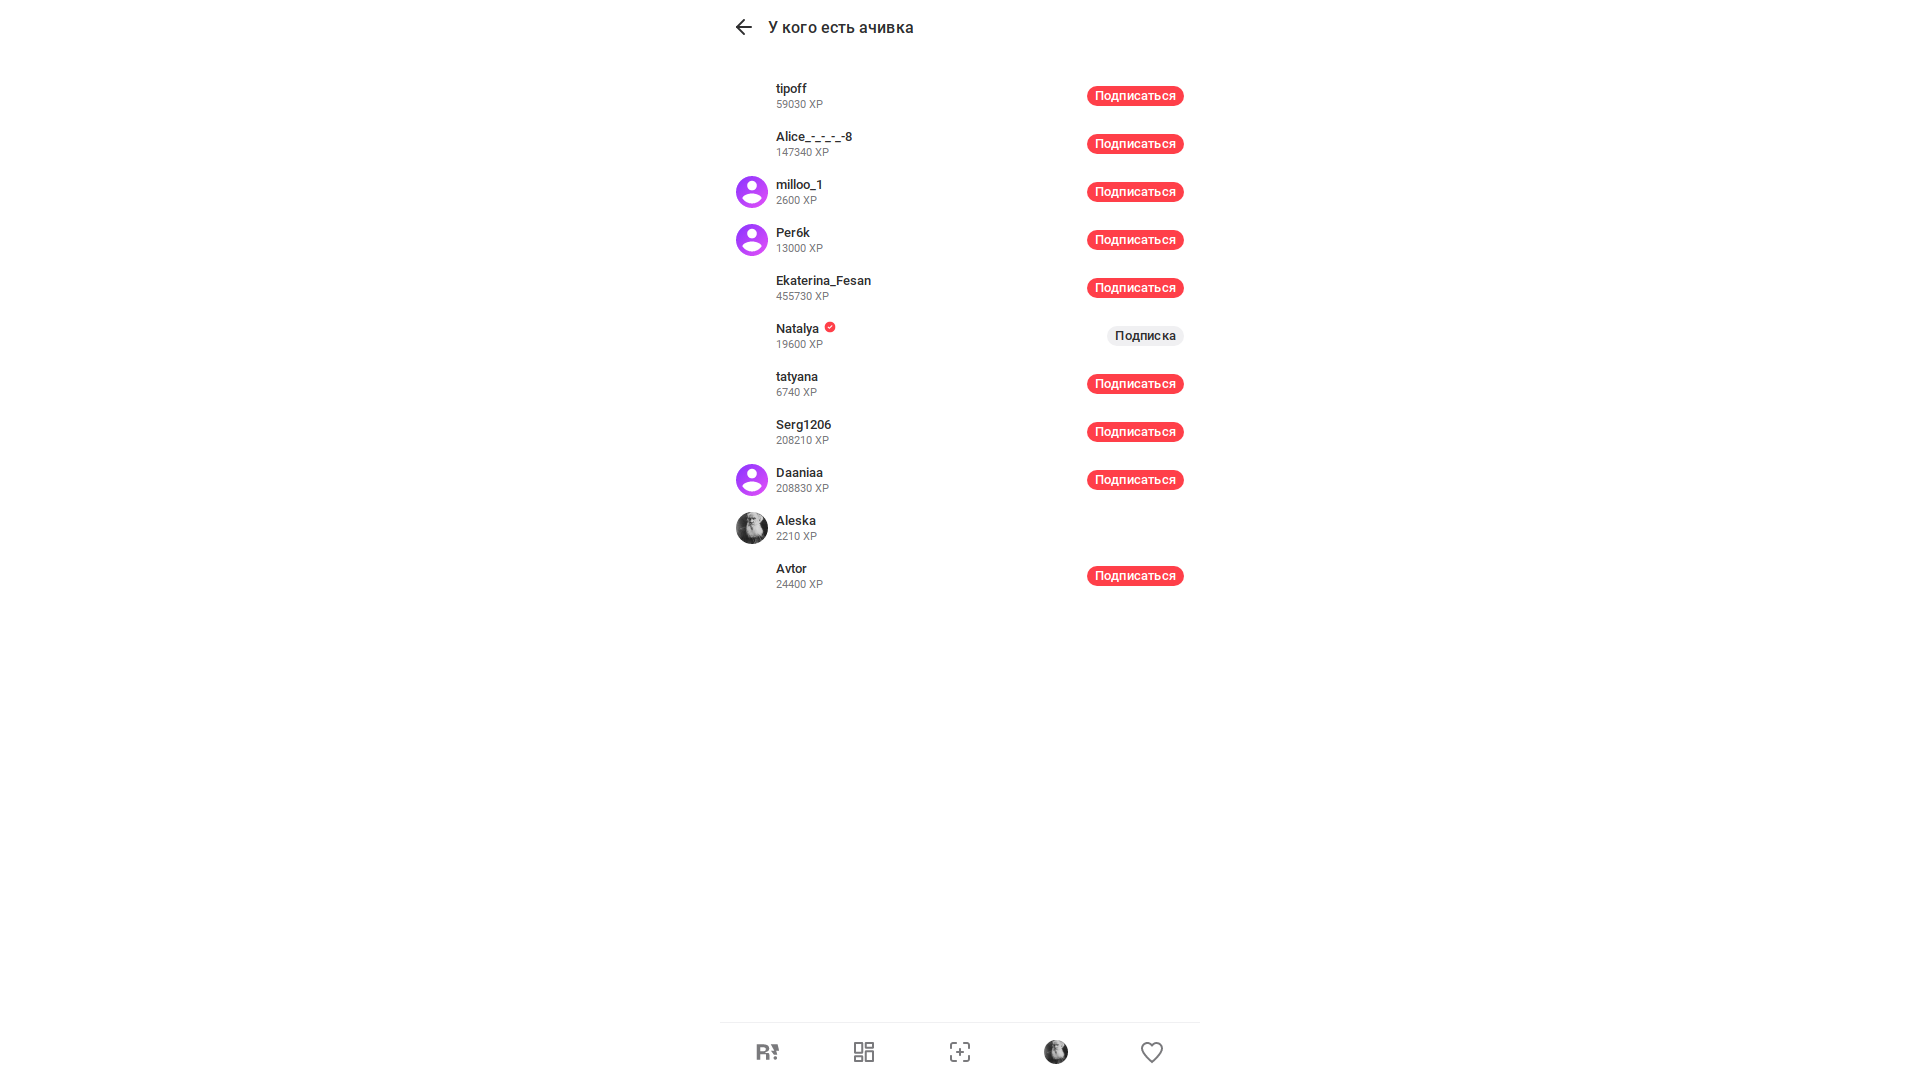 У кого есть ачивка
tipoff
59030 XP
Подписаться
Alice_-_-_-_-8
147340 XP
Подписаться
milloo_1
2600 XP
Подписаться
Per6k
13000 XP
Подписаться
Ekaterina_Fesan
455730 XP
Подписаться
Natalya
19600 XP
Подписка
tatyana
6740 XP
Подписаться
Serg1206
208210 XP
Подписаться
Daaniaa
208830 XP
Подписаться
Aleska
2210 XP
Avtor
24400 XP
Подписаться